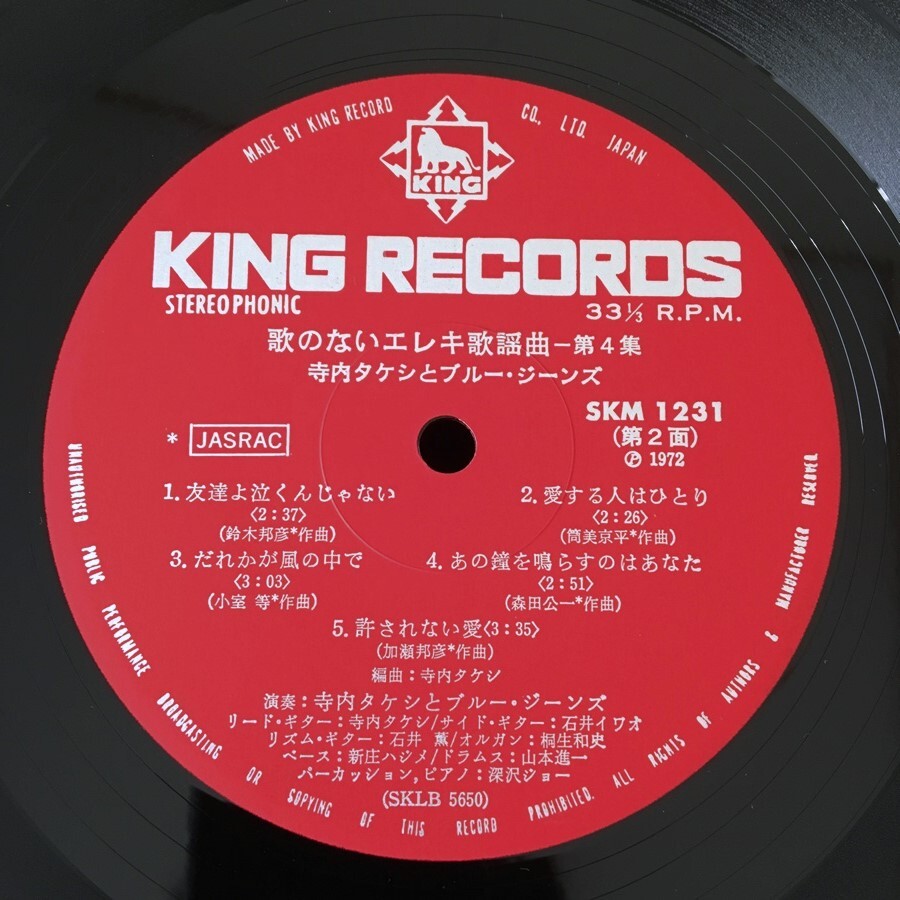 MADE BY KING RECORD CO., LTD. JAPAN
KING
KING RECORDS
STEREOPHONIC
33⅓ R.P.M.
歌のないエレキ歌謡曲－第4集
寺内タケシとブルー・ジーンズ
SKM 1231
* JASRAC
(第2面)
Ⓟ 1972
1. 友達よ泣くんじゃない
〈2：37〉
(鈴木邦彦*作曲)
2. 愛する人はひとり
〈2：26〉
(筒美京平*作曲)
3. だれかが風の中で
〈3：03〉
(小室 等*作曲)
4. あの鐘を鳴らすのはあなた
〈2：51〉
(森田公一*作曲)
5. 許されない愛〈3：35〉
(加瀬邦彦*作曲)
編曲：寺内タケシ
演奏：寺内タケシとブルー・ジーンズ
リード・ギター：寺内タケシ/サイド・ギター：石井イワオ
リズム・ギター：石井 薫/オルガン：桐生和史
ベース：新庄ハジメ/ドラムス：山本進一
パーカッション,ピアノ：深沢ジョー
(SKLB 5650)
UNAUTHORISED PUBLIC PERFORMANCE BROADCASTING OR COPYING OF THIS RECORD PROHIBITED. ALL RIGHTS OF AUTHORS & MANUFACTURER RESERVED